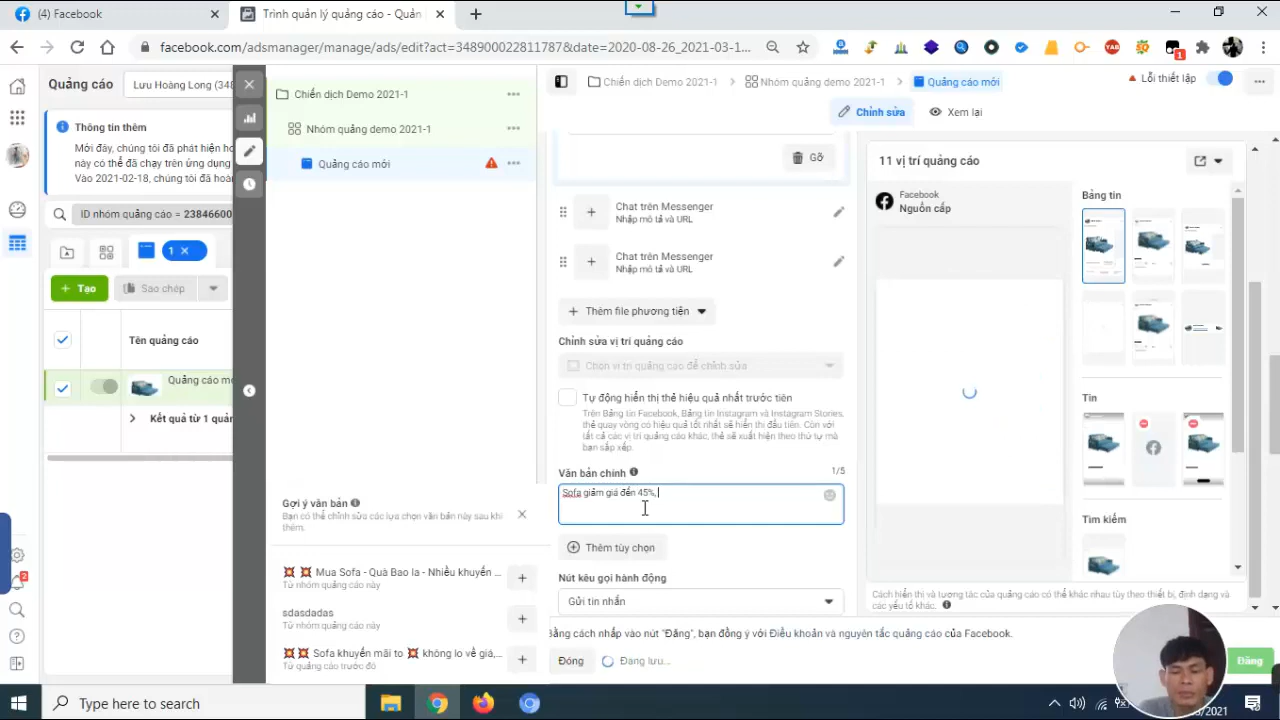 (4) Facebook
Trình quản lý quảng cáo - Quản
facebook.com/adsmanager/manage/ads/edit?act=348900022811787&date=2020-08-26_2021-03-1...
1
Quảng cáo
Lưu Hoàng Long (348
Thông tin thêm
Mới đây, chúng tôi đã phát hiện
này có thể đã chạy trên ứng dụng
Vào 2021-02-18, chúng tôi đã hoàn
ID nhóm quảng cáo = 23846600
1
Tạo
Sao chép
Tên quảng cáo
Quảng cáo mớ
Kết quả từ 1 quản
2
Chiến dịch Demo 2021-1
Nhóm quảng demo 2021-1
Quảng cáo mới
Gợi ý văn bản
Bạn có thể chỉnh sửa các lựa chọn văn bản này sau khi
thêm.
Mua Sofa - Quà Bao la - Nhiều khuyến ...
Từ nhóm quảng cáo này
sdasdadas
Từ nhóm quảng cáo này
Sofa khuyến mãi to
không lo về giá,...
Từ quảng cáo trước đó
Chiến dịch Demo 2021-1
Nhóm quảng demo 2021-1
Quảng cáo mới
Lỗi thiết lập
Chỉnh sửa
Xem lại
Gỡ
Chat trên Messenger
Nhập mô tả và URL
Chat trên Messenger
Nhập mô tả và URL
Thêm file phương tiện
Chỉnh sửa vị trí quảng cáo
Chọn vị trí quảng cáo để chỉnh sửa
Tự động hiển thị thẻ hiệu quả nhất trước tiên
Trên Bảng tin Facebook, Bảng tin Instagram và Instagram Stories,
thẻ quay vòng có hiệu quả tốt nhất sẽ hiển thị đầu tiên. Còn với
tất cả các vị trí quảng cáo khác, thẻ sẽ xuất hiện theo thứ tự mà
bạn sắp xếp.
Văn bản chính
1/5
Sofa giảm giá đến 45%,
Thêm tùy chọn
Nút kêu gọi hành động
Gửi tin nhắn
Bằng cách nhấp vào nút "Đăng", bạn đồng ý với Điều khoản và nguyên tắc quảng cáo của Facebook.
Đóng
Đang lưu...
Đăng
11 vị trí quảng cáo
Facebook
Nguồn cấp
Bảng tin
Tin
Tìm kiếm
Cách hiển thị và tương tác của quảng cáo có thể khác nhau tùy theo thiết bị, định dạng và
các yếu tố khác.
Type here to search
/2021